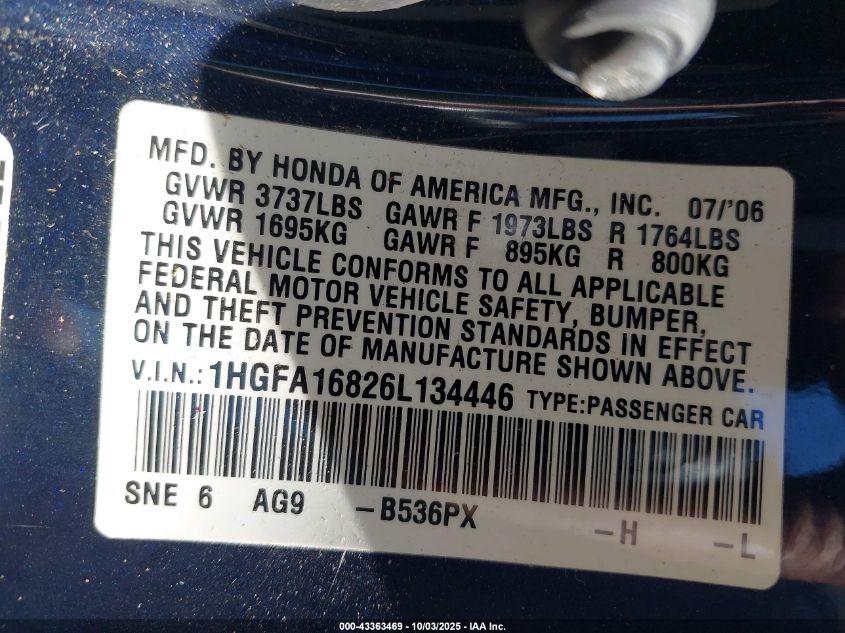 MFD. BY HONDA OF AMERICA MFG., INC. 07/'06
GVWR 3737LBS GAWR F 1973LBS R 1764LBS
GVWR 1695KG GAWR F 895KG R 800KG
THIS VEHICLE CONFORMS TO ALL APPLICABLE
FEDERAL MOTOR VEHICLE SAFETY, BUMPER,
AND THEFT PREVENTION STANDARDS IN EFFECT
ON THE DATE OF MANUFACTURE SHOWN ABOVE.
V.I.N.: 1HGFA16826L134446 TYPE:PASSENGER CAR
SNE 6 AG9 -B536PX -H -L
000-43363469 - 10/03/2025 - IAA Inc.